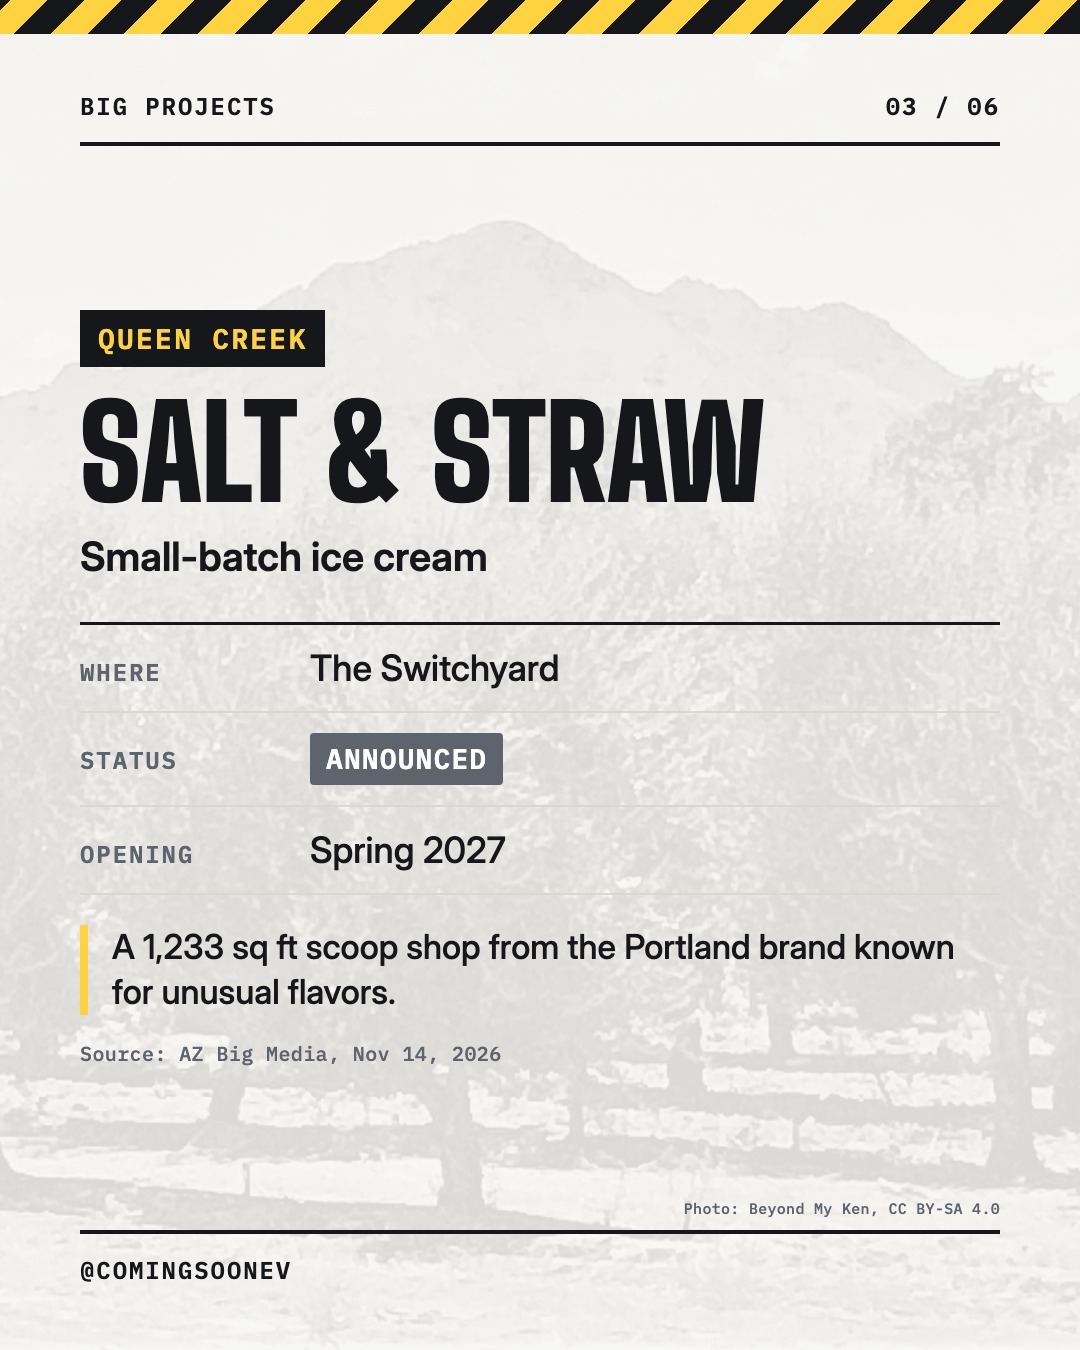 BIG PROJECTS
03 / 06
QUEEN CREEK
SALT & STRAW
Small-batch ice cream
WHERE
The Switchyard
STATUS
ANNOUNCED
OPENING
Spring 2027
A 1,233 sq ft scoop shop from the Portland brand known
for unusual flavors.
Source: AZ Big Media, Nov 14, 2026
Photo: Beyond My Ken, CC BY-SA 4.0
@COMINGSOONEV